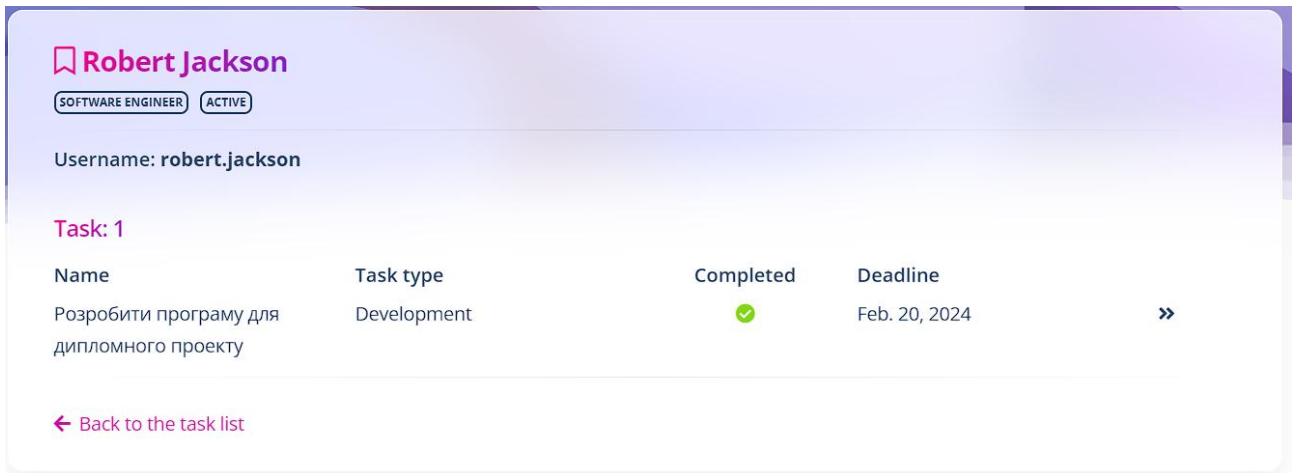 Robert Jackson
SOFTWARE ENGINEER ACTIVE
Username: robert.jackson
Task: 1
Name Task type Completed Deadline
Розробити програму для Development Feb. 20, 2024
дипломного проекту
Back to the task list